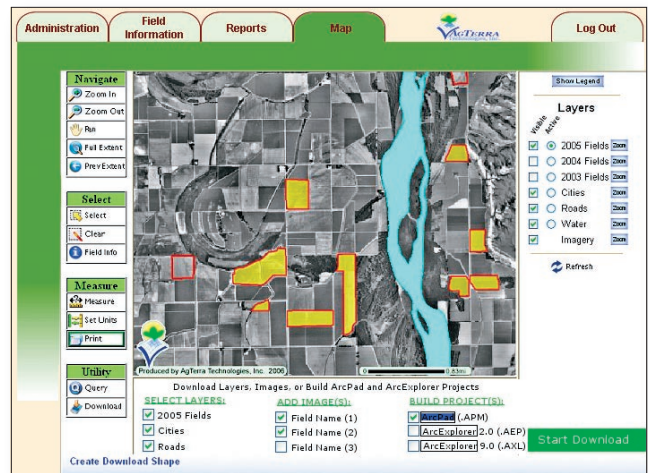 Administration
Field Information
Reports
Map
AGTERRA
Technologies, Inc.
Log Out
Navigate
Zoom In
Zoom Out
Pan
Full Extent
Prev Extent
Select
Select
Clear
Field Info
Measure
Measure
Set Units
Print
Utility
Query
Download
Produced by AgTerra Technologies, Inc. 2006
0 0.83mi
Show Legend
Layers
Visible Active
2005 Fields Zoom
2004 Fields Zoom
2003 Fields Zoom
Cities Zoom
Roads Zoom
Water Zoom
Imagery Zoom
Refresh
Download Layers, Images, or Build ArcPad and ArcExplorer Projects
SELECT LAYERS:
2005 Fields
Cities
Roads
ADD IMAGE(S):
Field Name (1)
Field Name (2)
Field Name (3)
BUILD PROJECT(S):
ArcPad (.APM)
ArcExplorer 2.0 (.AEP)
ArcExplorer 9.0 (.AXL)
Start Download
Create Download Shape